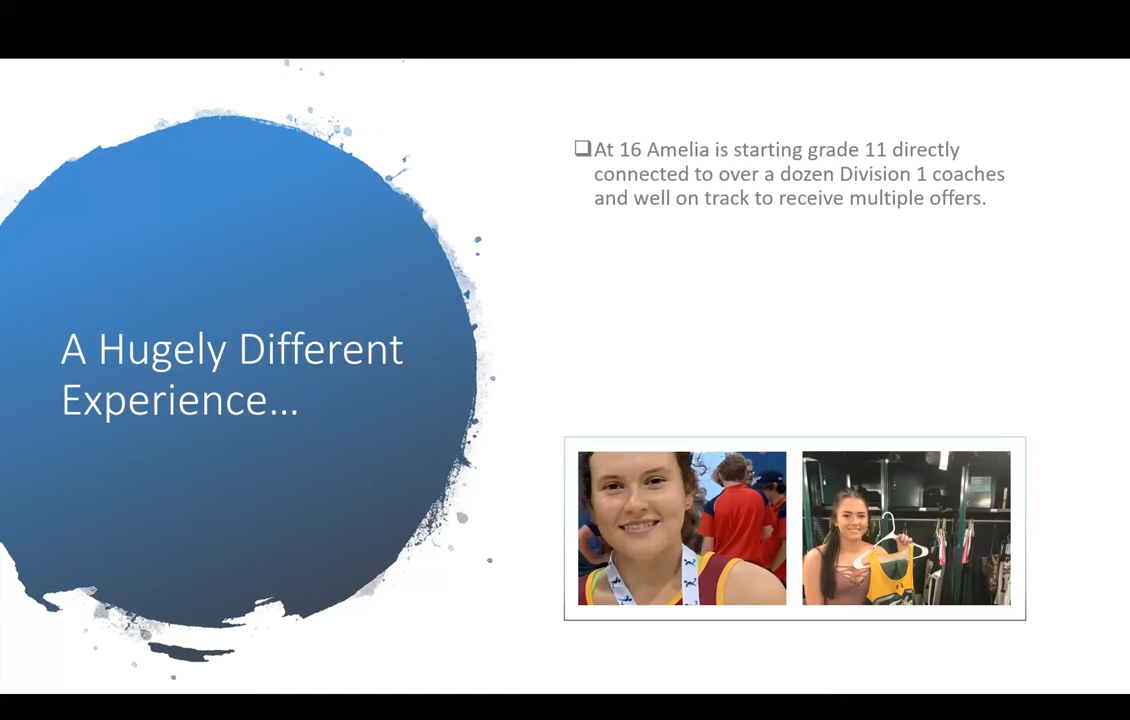 A Hugely Different
Experience...
❑At 16 Amelia is starting grade 11 directly
connected to over a dozen Division 1 coaches
and well on track to receive multiple offers.